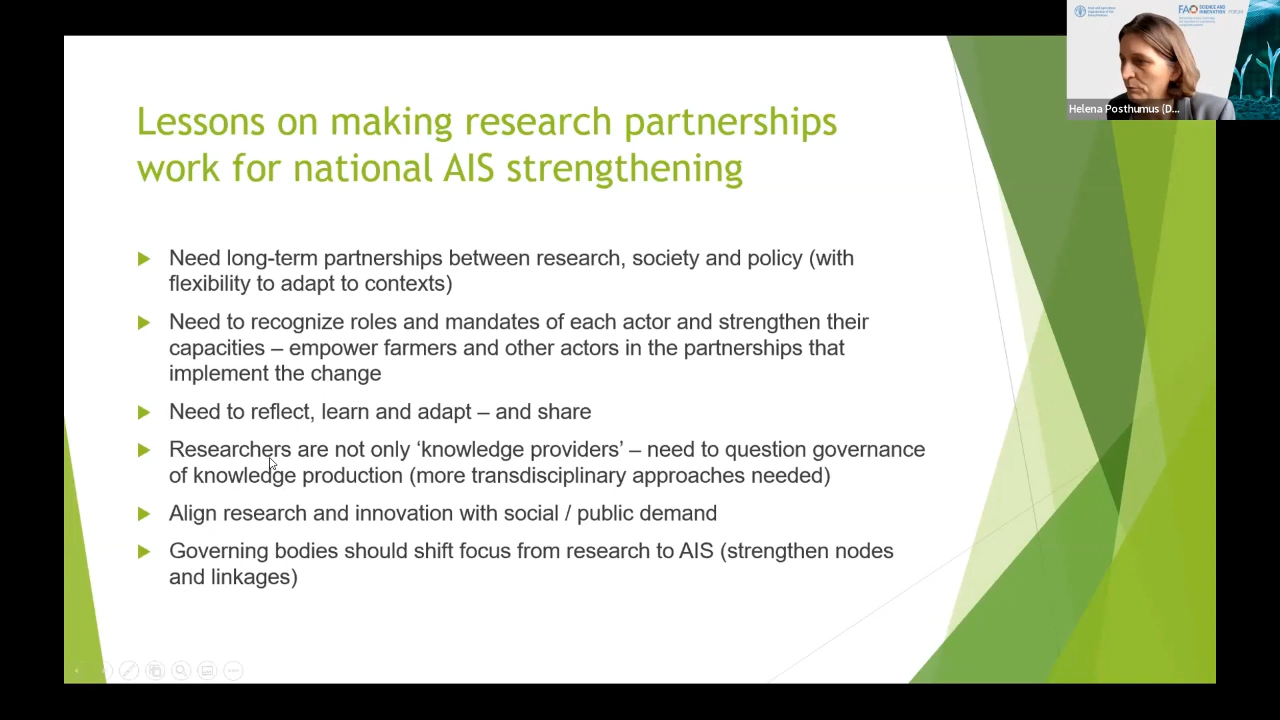 FAO SCIENCE AND
INNOVATION FORUM
Helena Posthumus (D...
Lessons on making research partnerships
work for national AIS strengthening
Need long-term partnerships between research, society and policy (with
flexibility to adapt to contexts)
Need to recognize roles and mandates of each actor and strengthen their
capacities – empower farmers and other actors in the partnerships that
implement the change
Need to reflect, learn and adapt – and share
Researchers are not only ‘knowledge providers’ – need to question governance
of knowledge production (more transdisciplinary approaches needed)
Align research and innovation with social / public demand
Governing bodies should shift focus from research to AIS (strengthen nodes
and linkages)